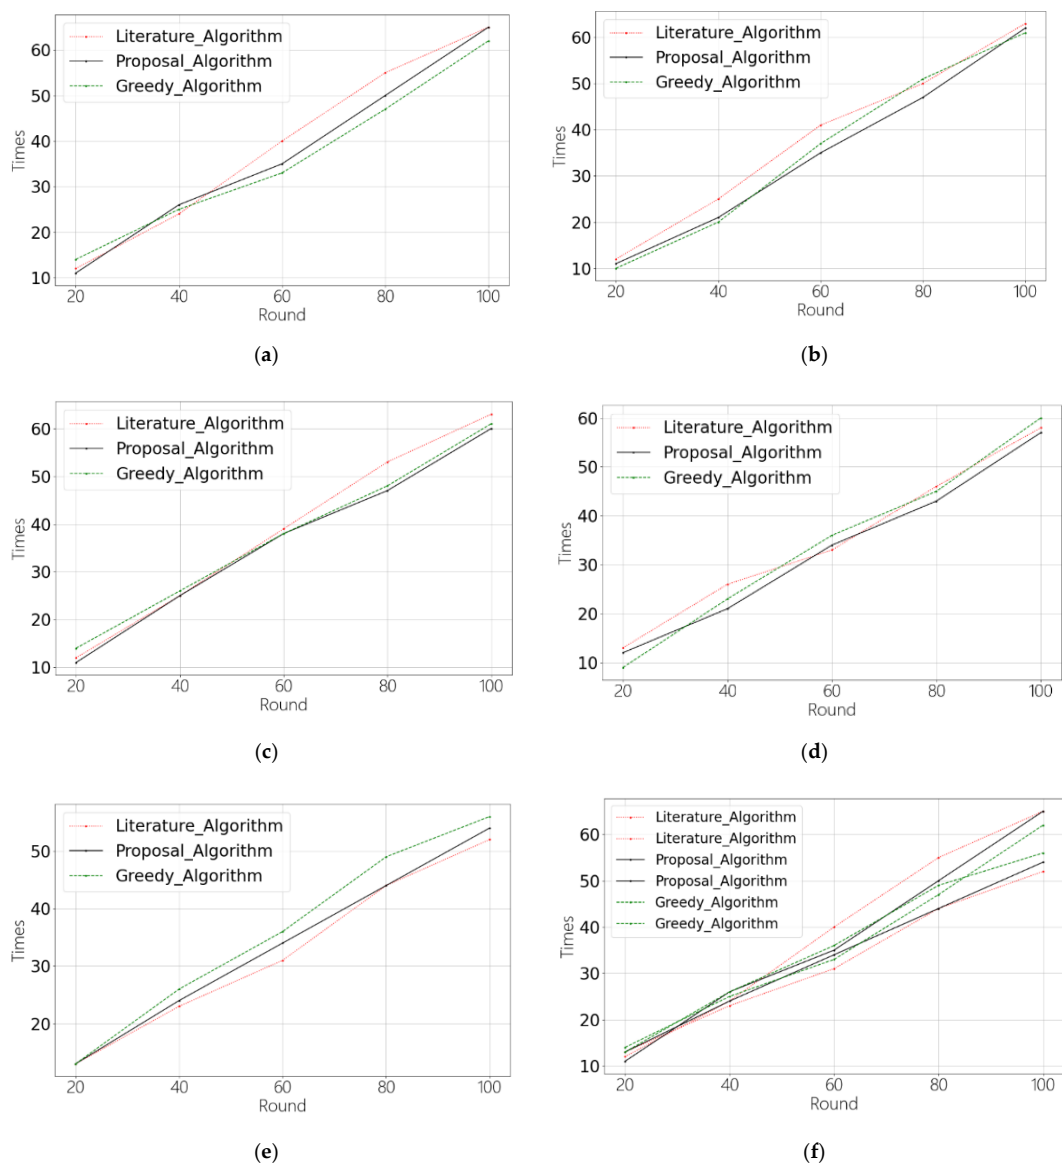 Literature_Algorithm
Proposal_Algorithm
Greedy_Algorithm
60
50
40
30
20
10
Times
20 40 60 80 100
Round
(a)
Literature_Algorithm
Proposal_Algorithm
Greedy_Algorithm
60
50
40
30
20
10
Times
20 40 60 80 100
Round
(b)
Literature_Algorithm
Proposal_Algorithm
Greedy_Algorithm
60
50
40
30
20
10
Times
20 40 60 80 100
Round
(c)
Literature_Algorithm
Proposal_Algorithm
Greedy_Algorithm
60
50
40
30
20
10
Times
20 40 60 80 100
Round
(d)
Literature_Algorithm
Proposal_Algorithm
Greedy_Algorithm
50
40
30
20
Times
20 40 60 80 100
Round
(e)
Literature_Algorithm
Literature_Algorithm
Proposal_Algorithm
Proposal_Algorithm
Greedy_Algorithm
Greedy_Algorithm
60
50
40
30
20
10
Times
20 40 60 80 100
Round
(f)